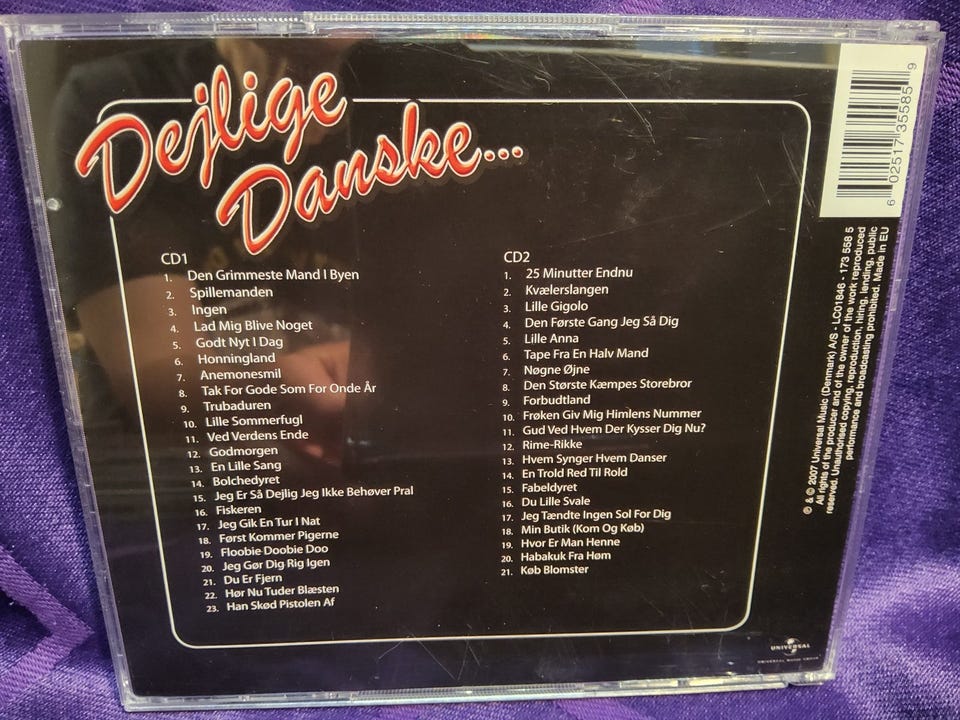 Dejlige
Danske...
CD1
1. Den Grimmeste Mand I Byen
2. Spillemanden
3. Ingen
4. Lad Mig Blive Noget
5. Godt Nyt I Dag
6. Honningland
7. Anemonesmil
8. Tak For Gode Som For Onde År
9. Trubaduren
10. Lille Sommerfugl
11. Ved Verdens Ende
12. Godmorgen
13. En Lille Sang
14. Bolchedyret
15. Jeg Er Så Dejlig Jeg Ikke Behøver Pral
16. Fiskeren
17. Jeg Gik En Tur I Nat
18. Først Kommer Pigerne
19. Floobie Doobie Doo
20. Jeg Gør Dig Rig Igen
21. Du Er Fjern
22. Hør Nu Tuder Blæsten
23. Han Skød Pistolen Af
CD2
1. 25 Minutter Endnu
2. Kvælerslangen
3. Lille Gigolo
4. Den Første Gang Jeg Så Dig
5. Lille Anna
6. Tape Fra En Halv Mand
7. Nøgne Øjne
8. Den Største Kæmpes Storebror
9. Forbudtland
10. Frøken Giv Mig Himlens Nummer
11. Gud Ved Hvem Der Kysser Dig Nu?
12. Rime-Rikke
13. Hvem Synger Hvem Danser
14. En Trold Red Til Rold
15. Fabeldyret
16. Du Lille Svale
17. Jeg Tændte Ingen Sol For Dig
18. Min Butik (Kom Og Køb)
19. Hvor Er Man Henne
20. Habakuk Fra Høm
21. Køb Blomster
6 02517 35585 9
℗ & © 2007 Universal Music (Denmark) A/S - LC01846 - 173 558 5
All rights of the producer and of the owner of the work reproduced
reserved. Unauthorised copying, reproduction, hiring, lending, public
performance and broadcasting prohibited. Made in EU
UNIVERSAL
UNIVERSAL MUSIC GROUP